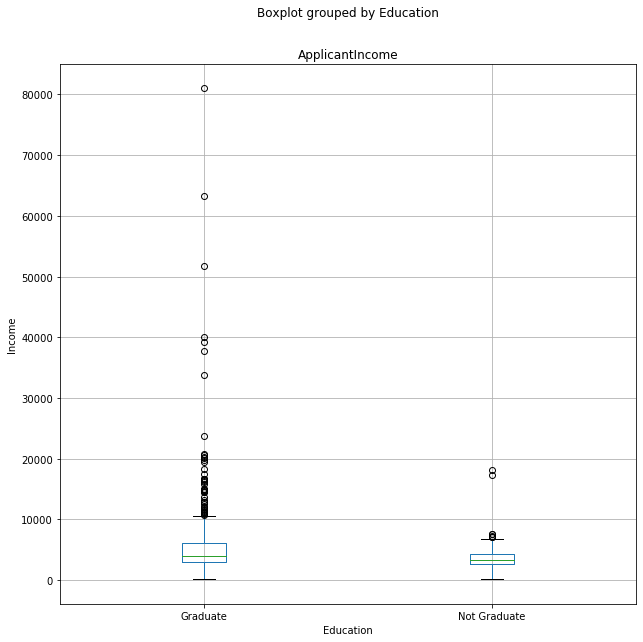 Boxplot grouped by Education
ApplicantIncome
80000
70000
60000
50000
40000
30000
20000
10000
0
Income
Graduate
Not Graduate
Education